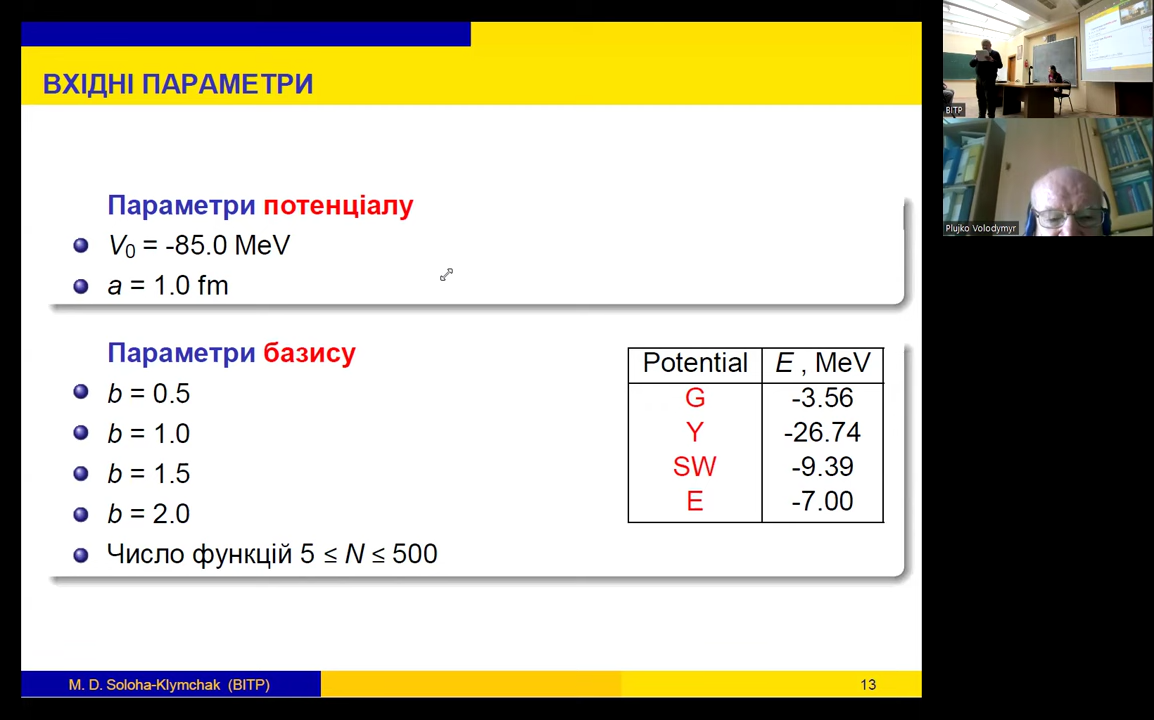 ВХІДНІ ПАРАМЕТРИ
Параметри потенціалу
V0 = -85.0 MeV
a = 1.0 fm
Параметри базису
b = 0.5
b = 1.0
b = 1.5
b = 2.0
Число функцій 5 ≤ N ≤ 500
Potential E , MeV
G -3.56
Y -26.74
SW -9.39
E -7.00
M. D. Soloha-Klymchak (BITP)
13
BITP
Plujko Volodymyr